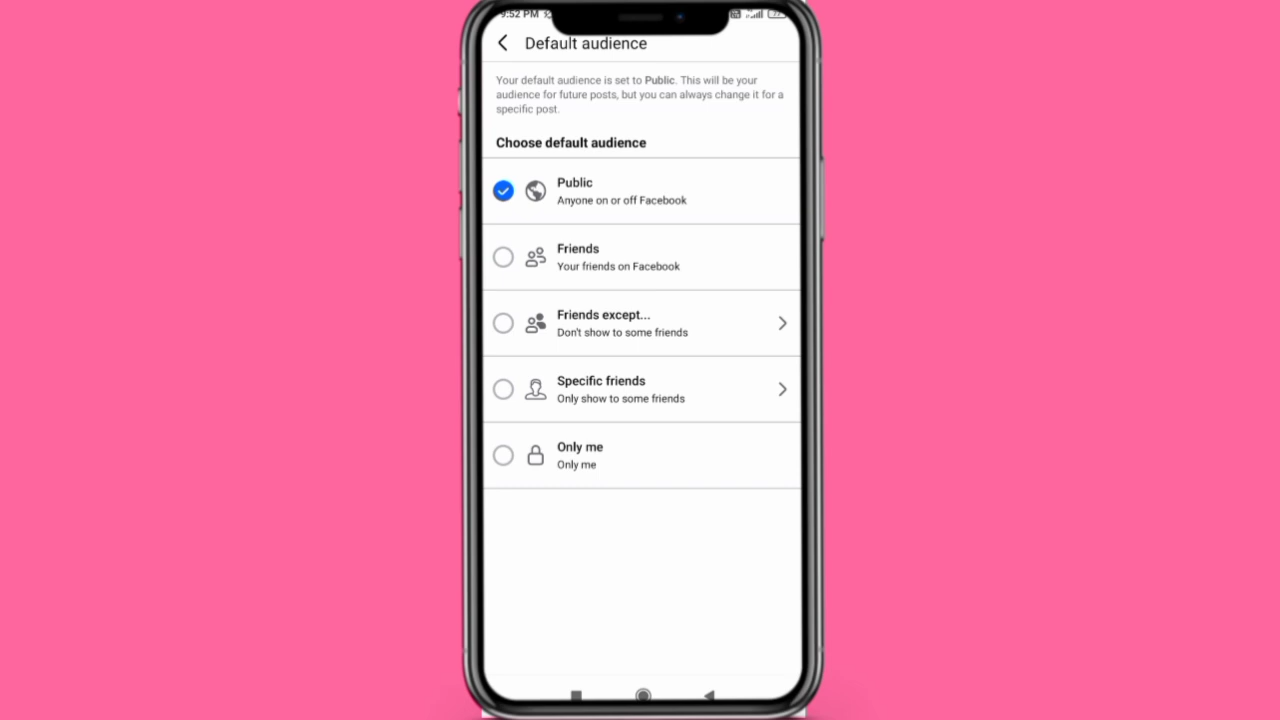 9:52 PM
Default audience
Your default audience is set to Public. This will be your
audience for future posts, but you can always change it for a
specific post.
Choose default audience
Public
Anyone on or off Facebook
Friends
Your friends on Facebook
Friends except...
Don't show to some friends
Specific friends
Only show to some friends
Only me
Only me